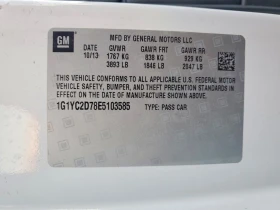 GM
MFD BY GENERAL MOTORS LLC
DATE GVWR GAWR FRT GAWR RR
10/13 1767 KG 838 KG 929 KG
3893 LB 1846 LB 2047 LB
THIS VEHICLE CONFORMS TO ALL APPLICABLE U.S. FEDERAL MOTOR
VEHICLE SAFETY, BUMPER, AND THEFT PREVENTION STANDARDS
IN EFFECT ON THE DATE OF MANUFACTURE SHOWN ABOVE.
1G1YC2D78E5103585 TYPE: PASS CAR